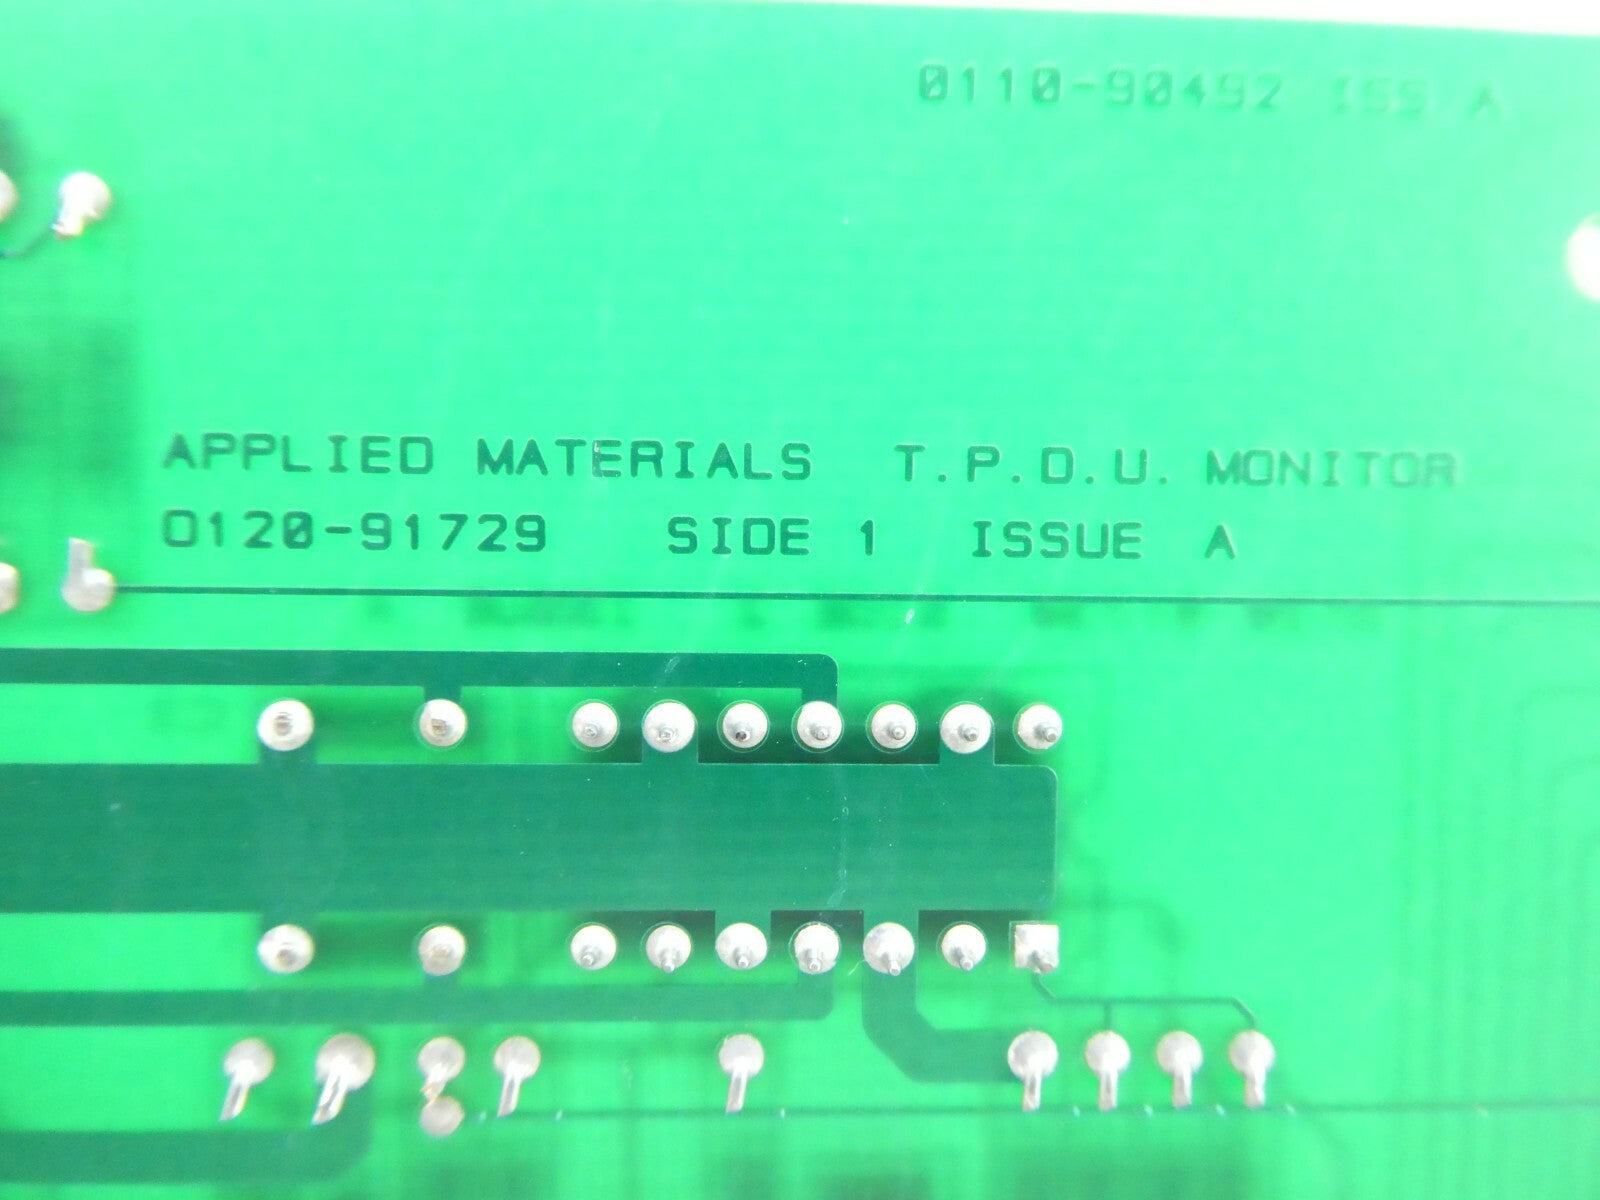 0110-90492 ISS A
APPLIED MATERIALS T.P.D.U. MONITOR
0120-91729 SIDE 1 ISSUE A